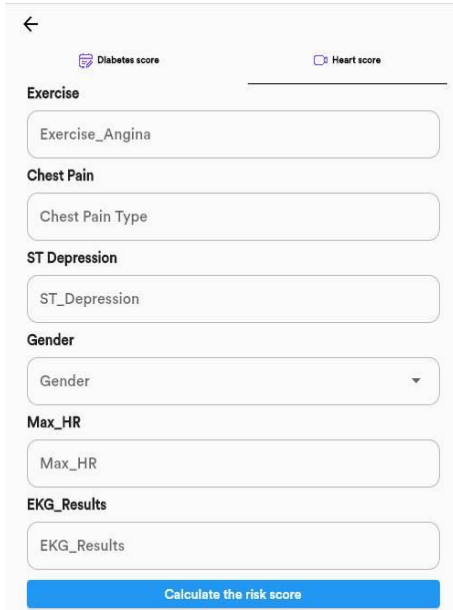 Diabetes score
Heart score
Exercise
Exercise_Angina
Chest Pain
Chest Pain Type
ST Depression
ST_Depression
Gender
Gender
Max_HR
Max_HR
EKG_Results
EKG_Results
Calculate the risk score